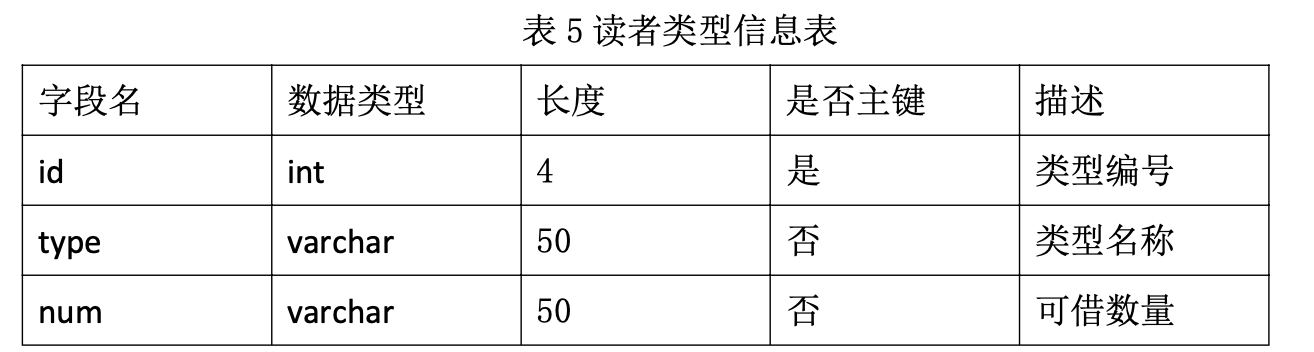 表 5 读者类型信息表
字段名 数据类型 长度 是否主键 描述
id int 4 是 类型编号
type varchar 50 否 类型名称
num varchar 50 否 可借数量